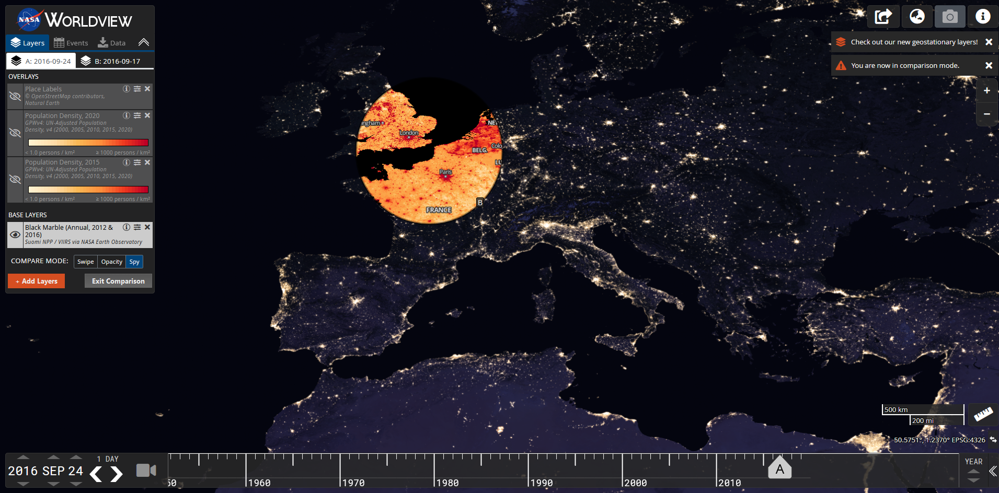 NASA WORLDVIEW
Layers Events Data
A: 2016-09-24 B: 2016-09-17
OVERLAYS
Place Labels
© OpenStreetMap contributors,
Natural Earth
Population Density, 2020
GPWv4: UN-Adjusted Population
Density, v4 (2000, 2005, 2010, 2015, 2020)
< 1.0 persons / km² ≥ 1000 persons / km²
Population Density, 2015
GPWv4: UN-Adjusted Population
Density, v4 (2000, 2005, 2010, 2015, 2020)
< 1.0 persons / km² ≥ 1000 persons / km²
BASE LAYERS
Black Marble (Annual, 2012 &
2016)
Suomi NPP / VIIRS via NASA Earth Observatory
COMPARE MODE: Swipe Opacity Spy
+ Add Layers Exit Comparison
Check out our new geostationary layers!
You are now in comparison mode.
ingham
NE
London
Colo
BELG.
LU
Paris
B
FRANCE
500 km
200 mi
50.5751°, 1.2370° EPSG:4326
1 DAY
2016 SEP 24
50 1960 1970 1980 1990 2000 2010
A
YEAR